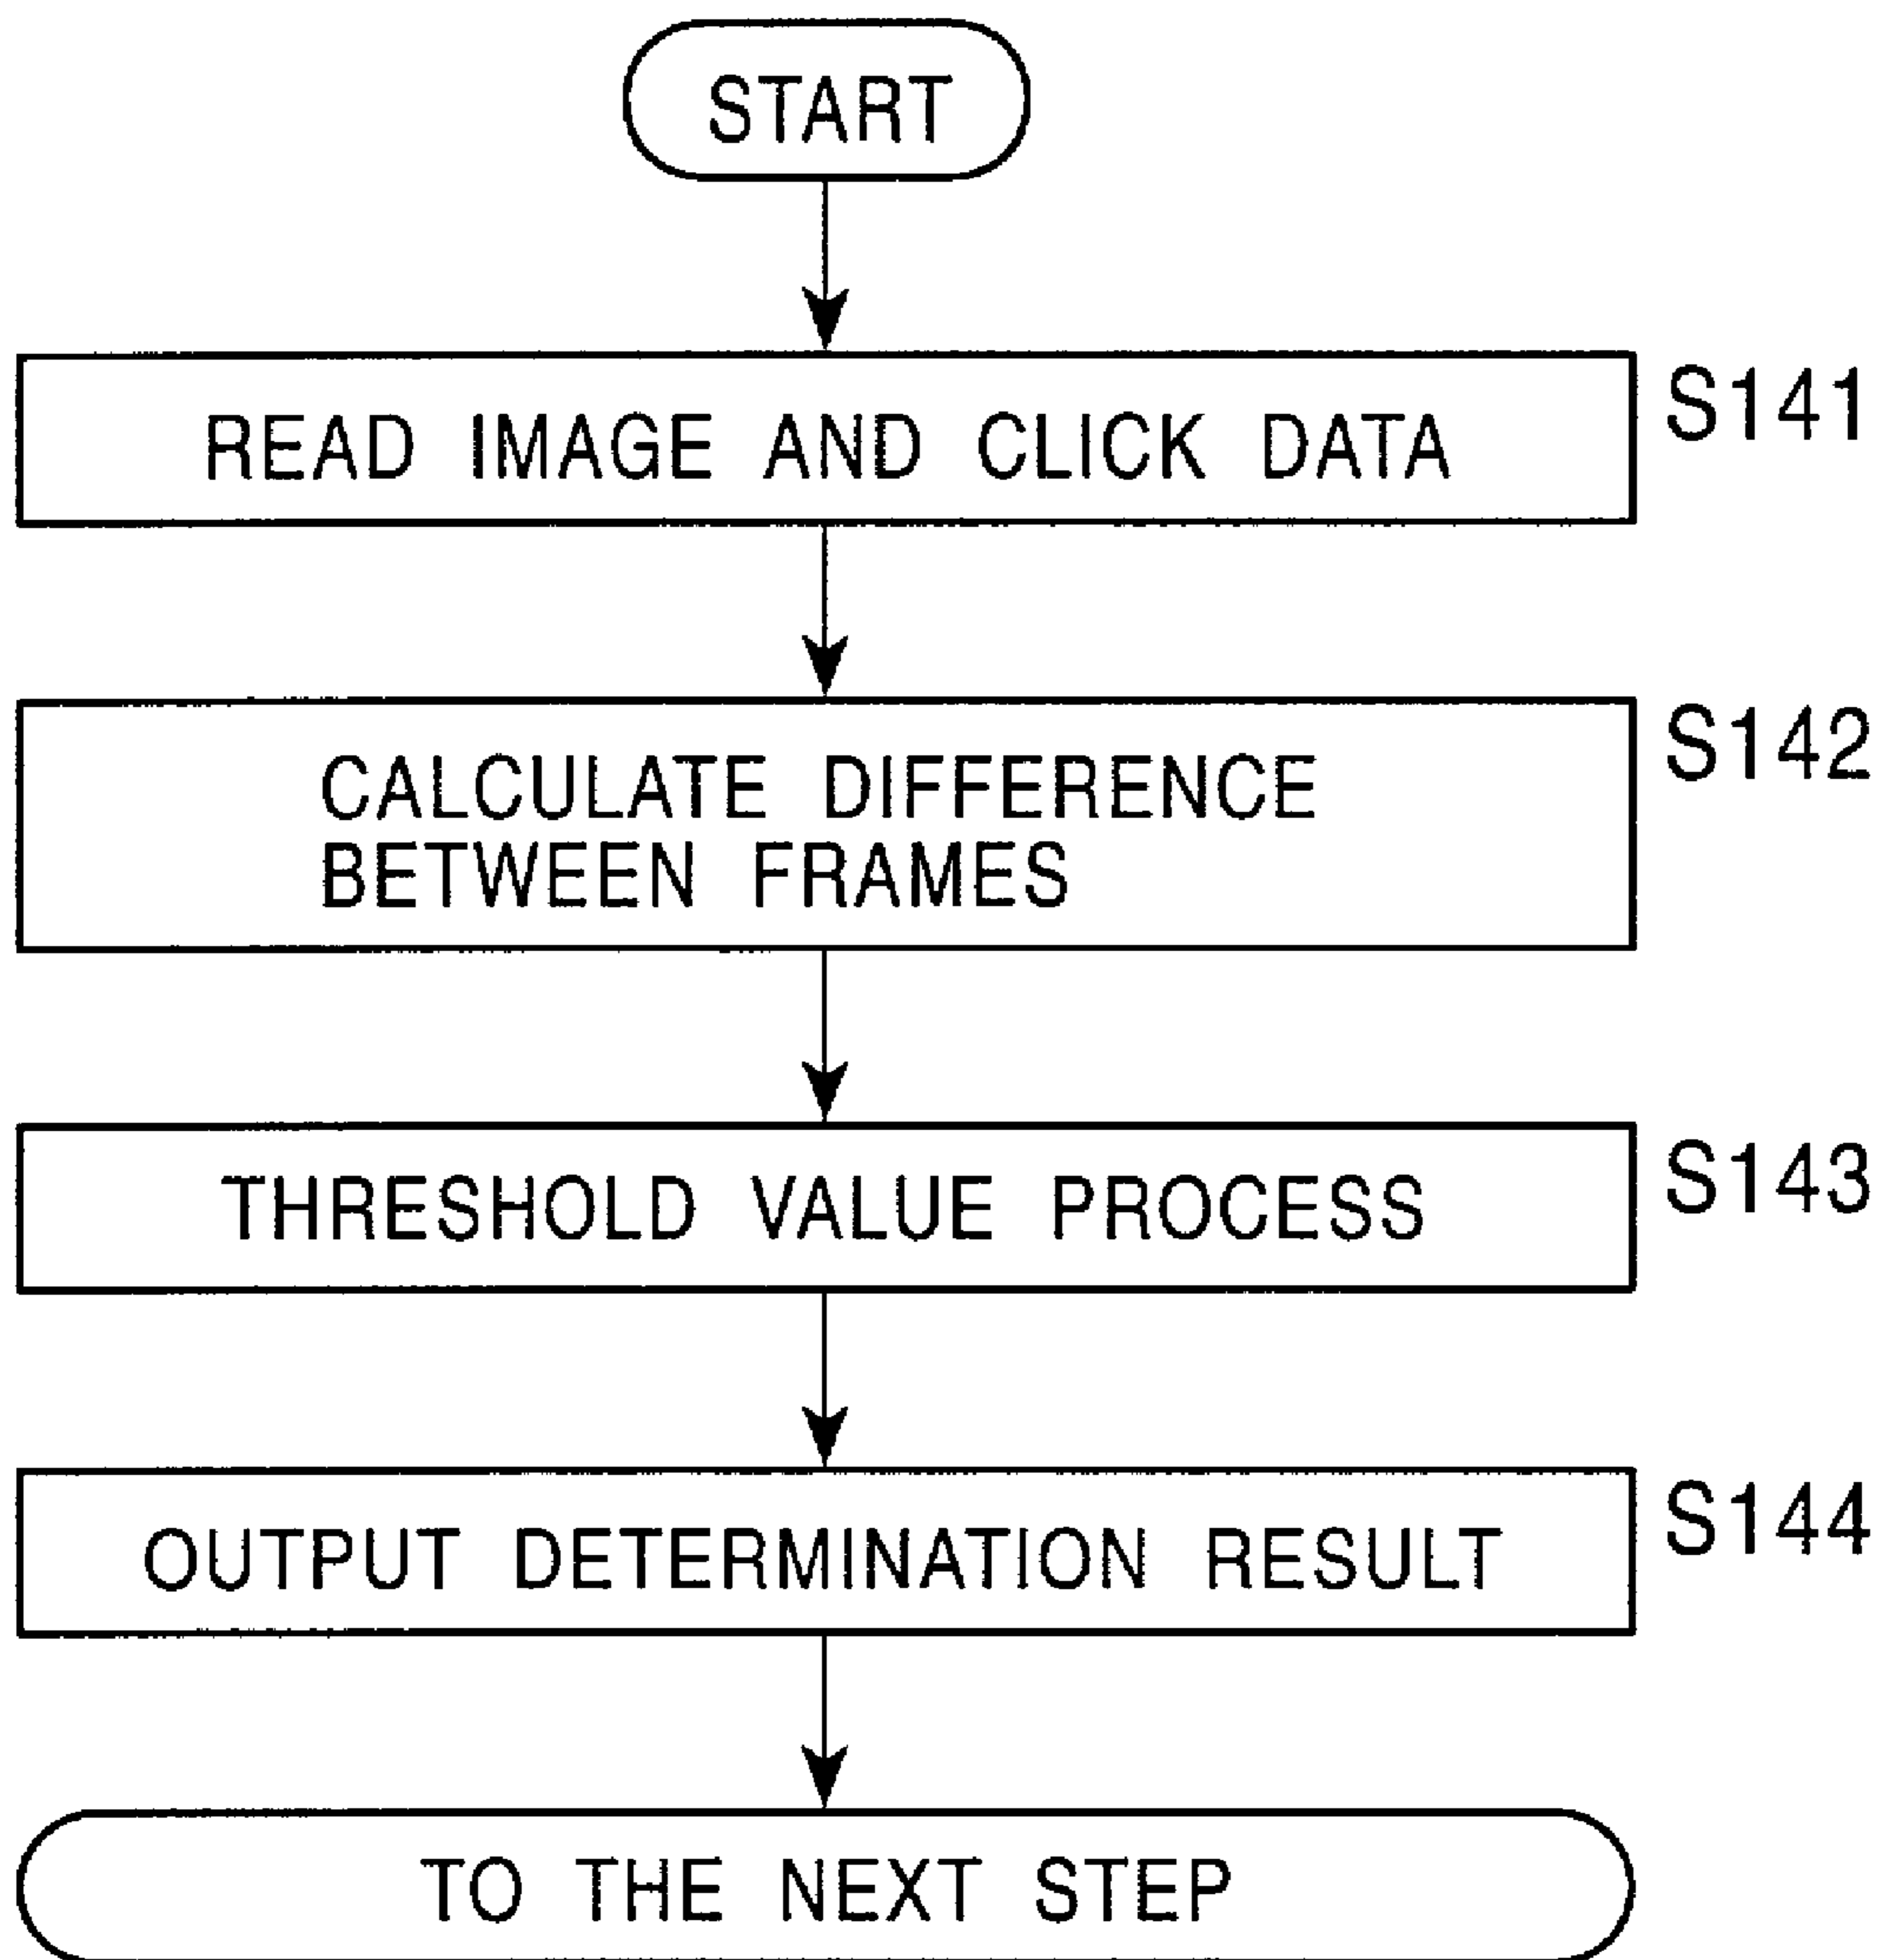 START
READ IMAGE AND CLICK DATA
S141
CALCULATE DIFFERENCE
BETWEEN FRAMES
S142
THRESHOLD VALUE PROCESS
S143
OUTPUT DETERMINATION RESULT
S144
TO THE NEXT STEP